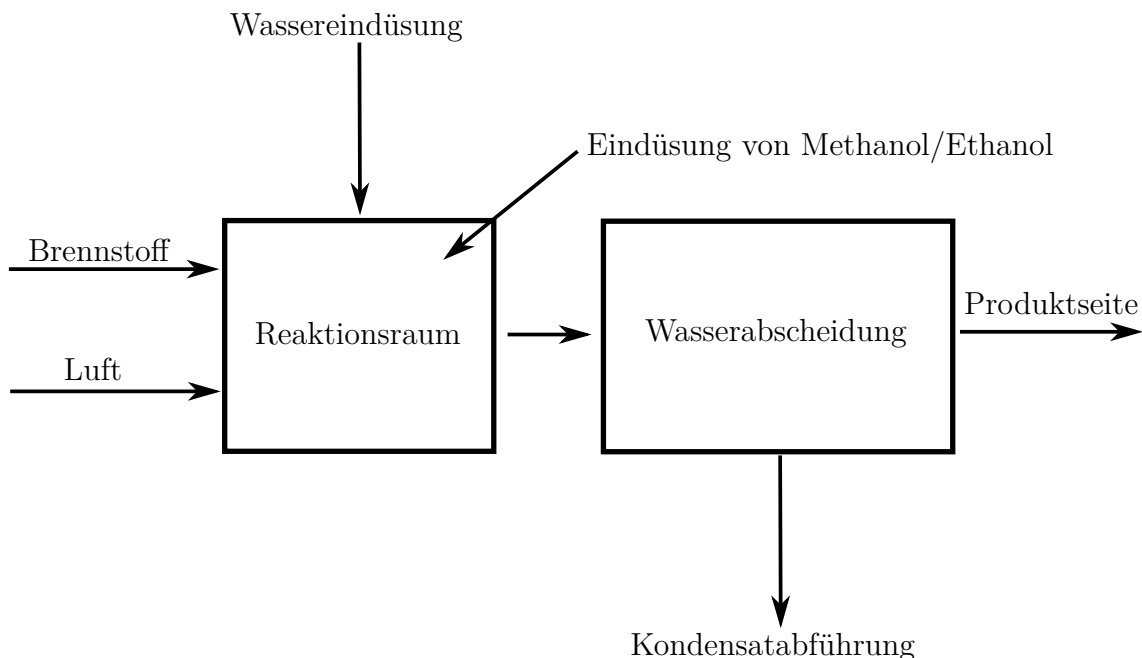 Wassereindüsung
Eindüsung von Methanol/Ethanol
Brennstoff
Luft
Reaktionsraum
Wasserabscheidung
Produktseite
Kondensatabführung